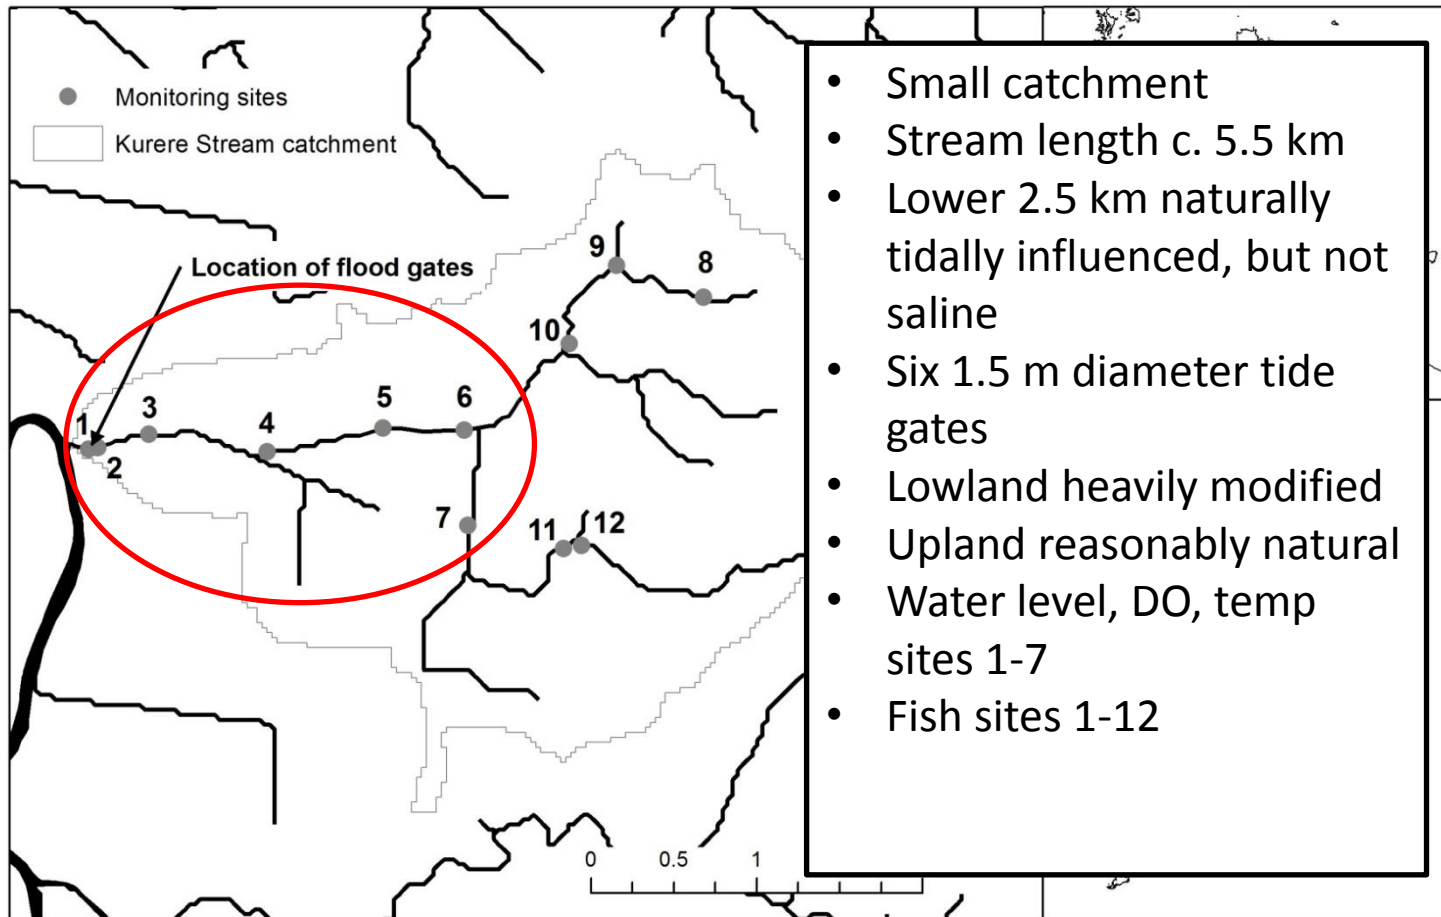 Monitoring sites
Kurere Stream catchment
Location of flood gates
9
8
10
1
3
4
5
6
2
7
11
12
0
0.5
1
• Small catchment
• Stream length c. 5.5 km
• Lower 2.5 km naturally
tidally influenced, but not
saline
• Six 1.5 m diameter tide
gates
• Lowland heavily modified
• Upland reasonably natural
• Water level, DO, temp
sites 1-7
• Fish sites 1-12